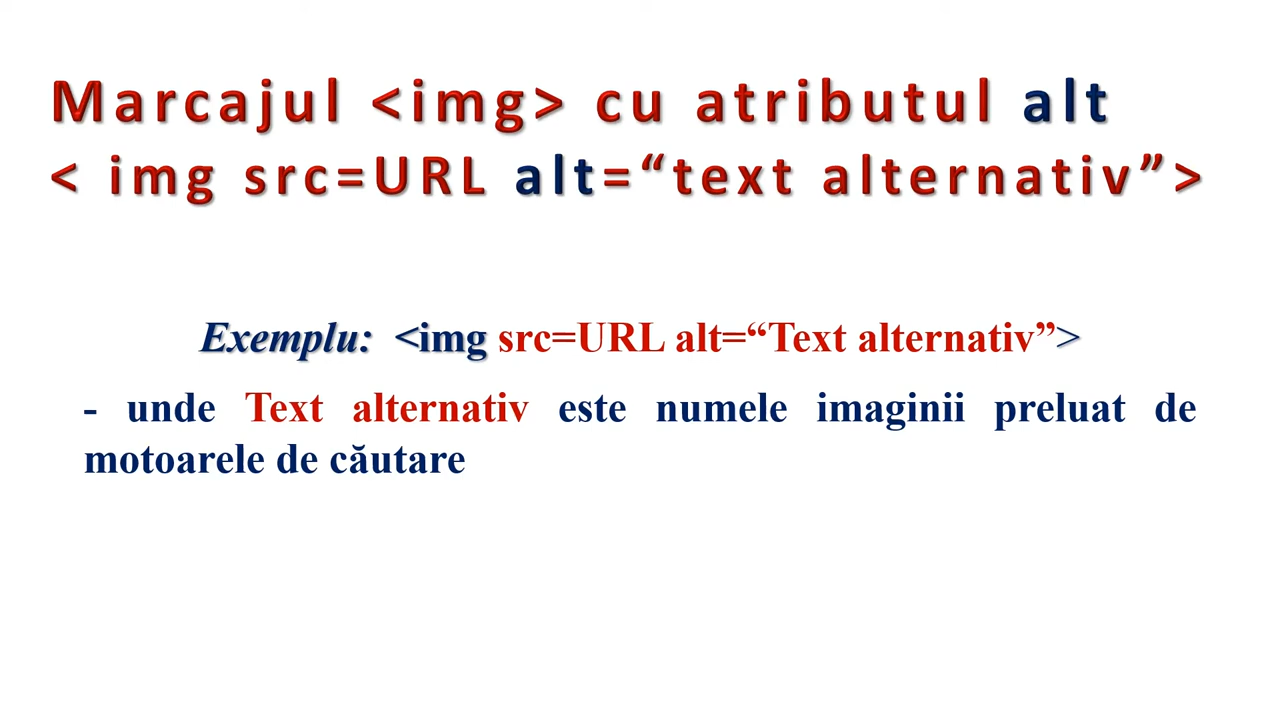 Marcajul <img> cu atributul alt
< img src=URL alt=“text alternativ”>
Exemplu: <img src=URL alt=“Text alternativ”>
- unde Text alternativ este numele imaginii preluat de
motoarele de căutare